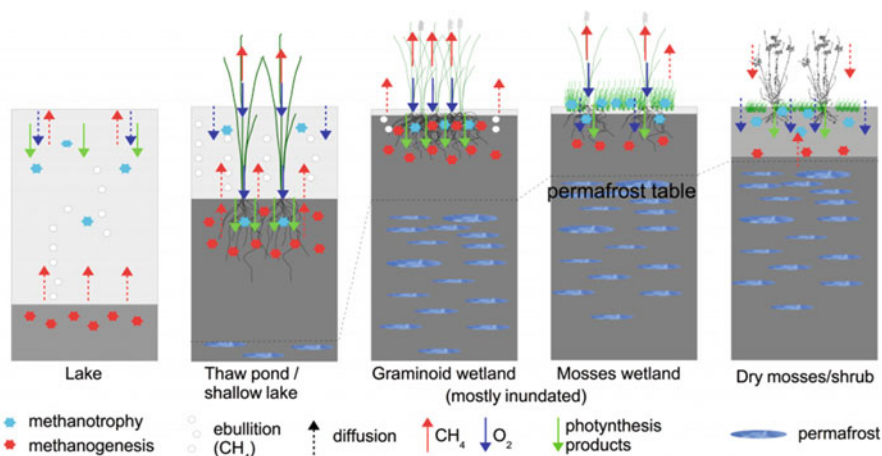 permafrost table
Lake
Thaw pond /
shallow lake
Graminoid wetland
(mostly inundated)
Mosses wetland
Dry mosses/shrub
methanotrophy
methanogenesis
ebullition
(CH₄)
diffusion
CH₄
O₂
photynthesis
products
permafrost